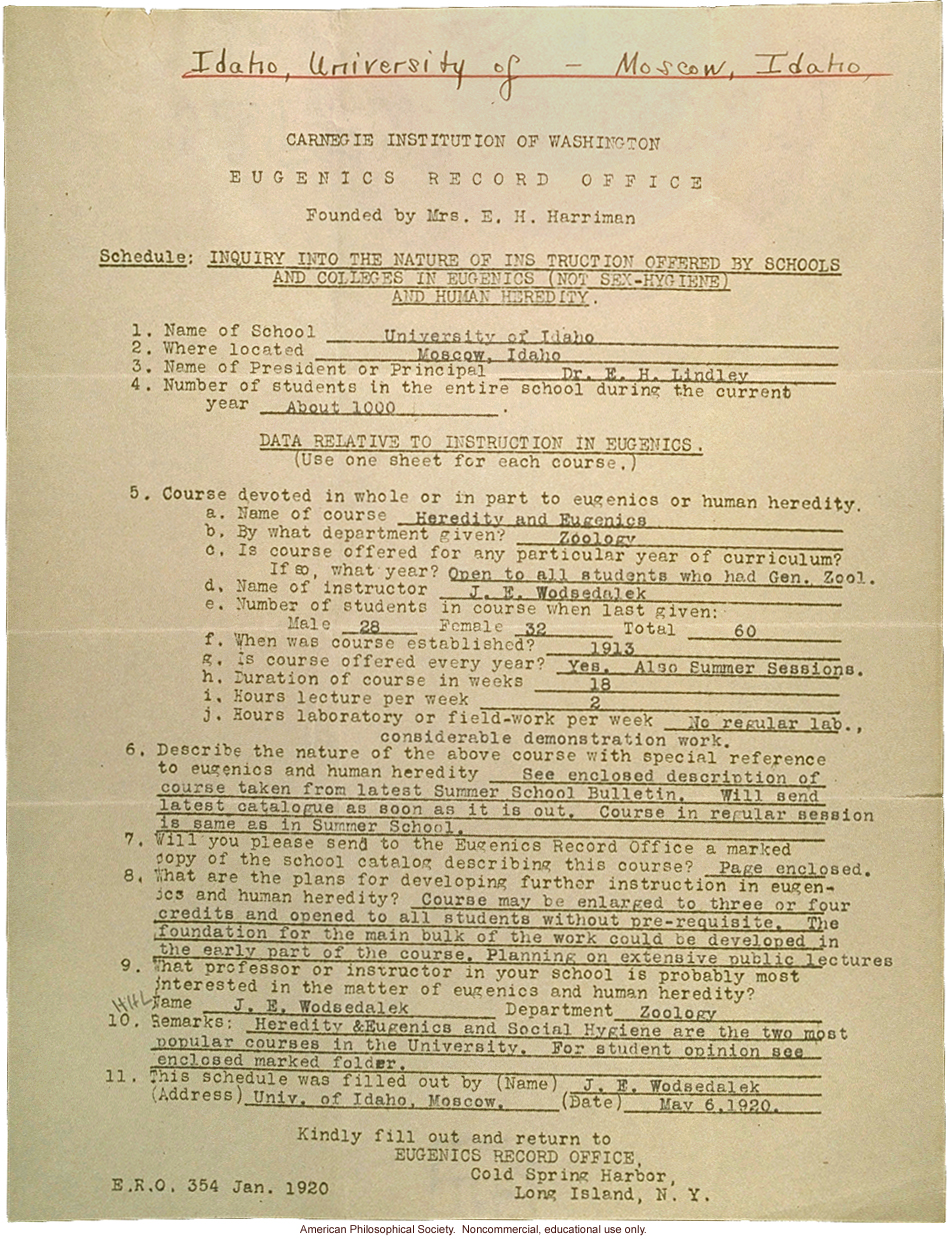 Idaho, University of – Moscow, Idaho,
CARNEGIE INSTITUTION OF WASHINGTON
EUGENICS RECORD OFFICE
Founded by Mrs. E. H. Harriman
Schedule: INQUIRY INTO THE NATURE OF INS TRUCTION OFFERED BY SCHOOLS
AND COLLEGES IN EUGENICS (NOT SEX-HYGIENE)
AND HUMAN HEREDITY.
1. Name of School University of Idaho
2. Where located Moscow, Idaho
3. Name of President or Principal Dr. E. H. Lindley
4. Number of students in the entire school during the current
year About 1000 .
DATA RELATIVE TO INSTRUCTION IN EUGENICS.
(Use one sheet for each course.)
5. Course devoted in whole or in part to eugenics or human heredity.
a. Name of course Heredity and Eugenics
b. By what department given? Zoology
c. Is course offered for any particular year of curriculum?
If so, what year? Open to all students who had Gen. Zool.
d. Name of instructor J. E. Wodsedalek
e. Number of students in course when last given:
Male 28 Female 32 Total 60
f. When was course established? 1913
g. Is course offered every year? Yes. Also Summer Sessions.
h. Duration of course in weeks 18
i. Hours lecture per week 2
j. Hours laboratory or field-work per week No regular lab.,
considerable demonstration work.
6. Describe the nature of the above course with special reference
to eugenics and human heredity See enclosed description of
course taken from latest Summer School Bulletin. Will send
latest catalogue as soon as it is out. Course in regular session
is same as in Summer School.
7. Will you please send to the Eugenics Record Office a marked
copy of the school catalog describing this course? Page enclosed.
8. What are the plans for developing further instruction in eugen-
ics and human heredity? Course may be enlarged to three or four
credits and opened to all students without pre-requisite. The
foundation for the main bulk of the work could be developed in
the early part of the course. Planning on extensive public lectures
9. What professor or instructor in your school is probably most
interested in the matter of eugenics and human heredity?
HHL Name J. E. Wodsedalek Department Zoology
10. Remarks: Heredity &Eugenics and Social Hygiene are the two most
popular courses in the University. For student opinion see
enclosed marked folder.
11. This schedule was filled out by (Name) J. E. Wodsedalek
(Address) Univ. of Idaho, Moscow. (Date) May 6,1920.
Kindly fill out and return to
EUGENICS RECORD OFFICE,
Cold Spring Harbor,
E.R.O. 354 Jan. 1920 Long Island, N. Y.
American Philosophical Society. Noncommercial, educational use only.